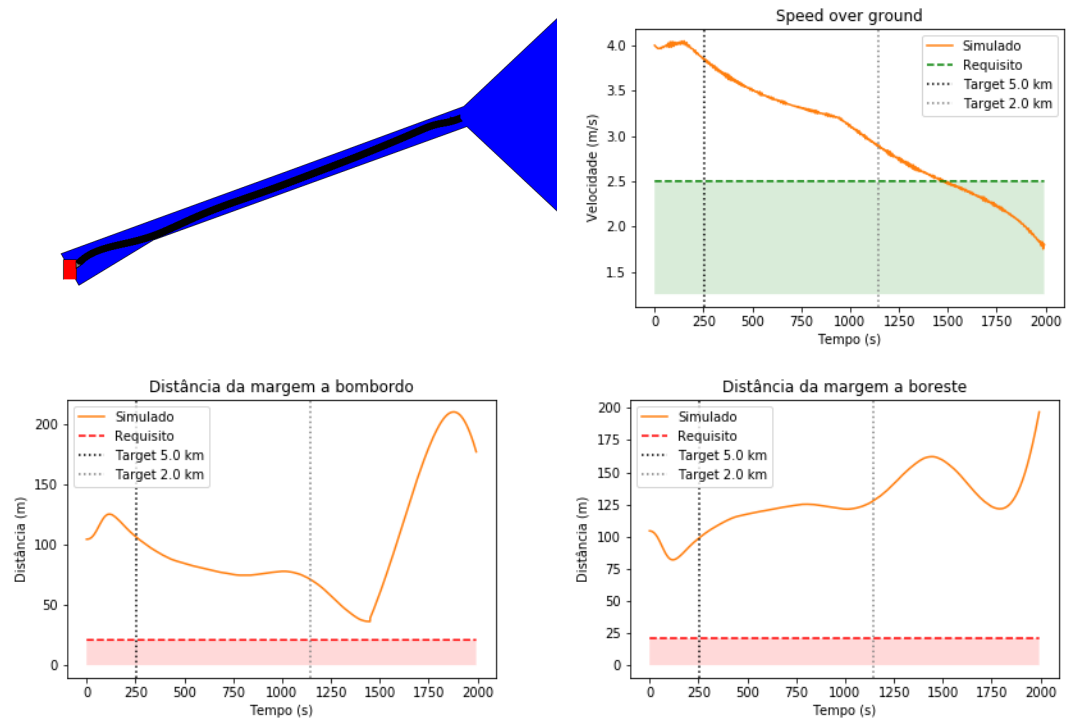 Speed over ground
4.0
3.5
3.0
2.5
2.0
1.5
Velocidade (m/s)
Simulado
Requisito
Target 5.0 km
Target 2.0 km
0 250 500 750 1000 1250 1500 1750 2000
Tempo (s)
Distância da margem a bombordo
200
150
100
50
0
Distância (m)
Simulado
Requisito
Target 5.0 km
Target 2.0 km
0 250 500 750 1000 1250 1500 1750 2000
Tempo (s)
Distância da margem a boreste
200
175
150
125
100
75
50
25
0
Distância (m)
Simulado
Requisito
Target 5.0 km
Target 2.0 km
0 250 500 750 1000 1250 1500 1750 2000
Tempo (s)